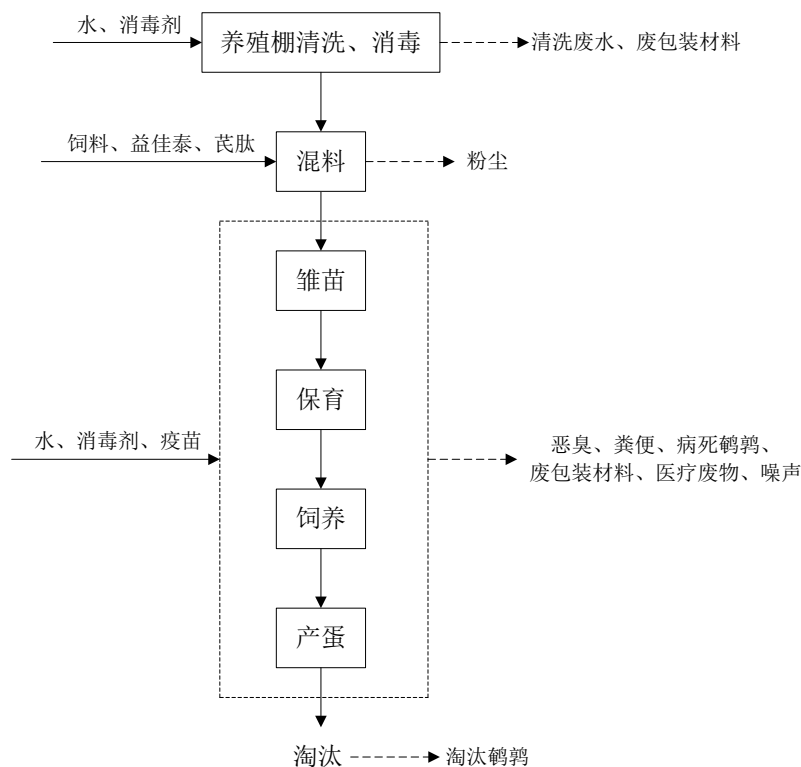 水、消毒剂
养殖棚清洗、消毒
清洗废水、废包装材料
饲料、益佳泰、芪肽
混料
粉尘
雏苗
保育
水、消毒剂、疫苗
恶臭、粪便、病死鹌鹑、
废包装材料、医疗废物、噪声
饲养
产蛋
淘汰
淘汰鹌鹑